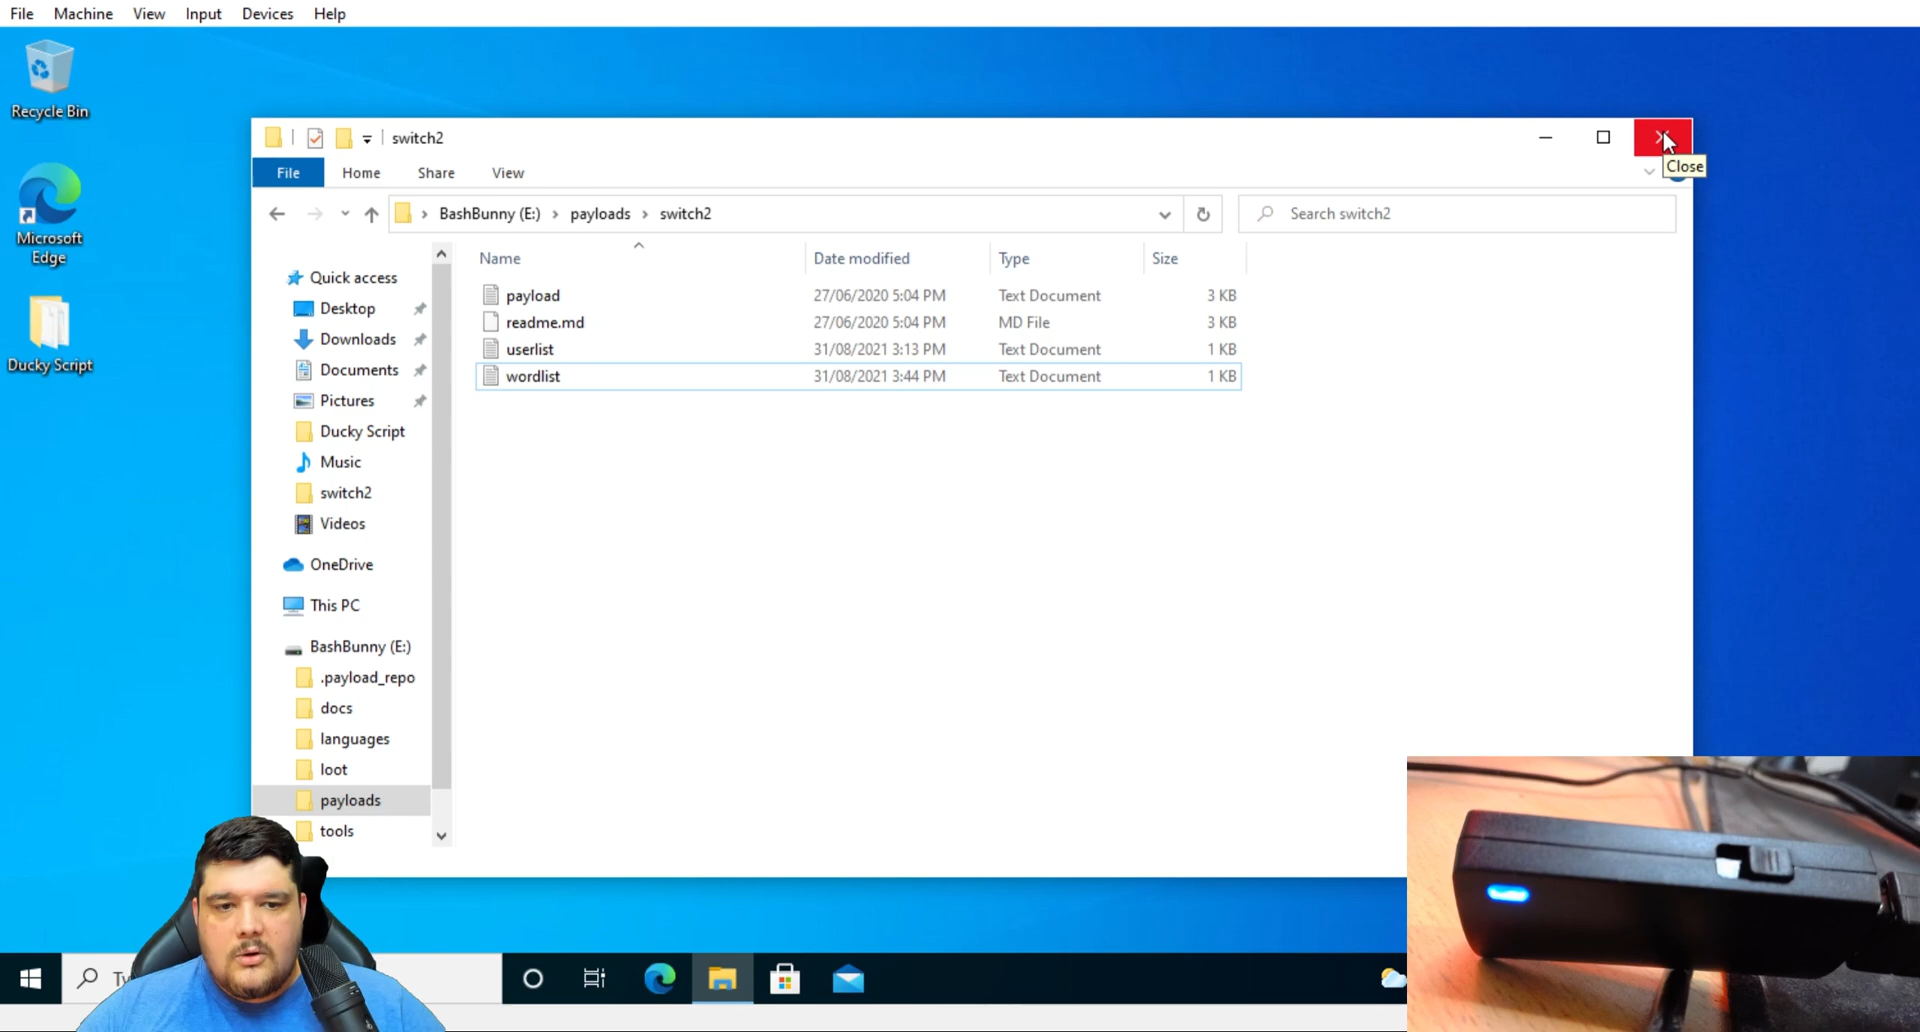 File Machine View Input Devices Help
Recycle Bin
Microsoft
Edge
Ducky Script
switch2
Close
File Home Share View
BashBunny (E:) payloads switch2
Search switch2
Name Date modified Type Size
payload 27/06/2020 5:04 PM Text Document 3 KB
readme.md 27/06/2020 5:04 PM MD File 3 KB
userlist 31/08/2021 3:13 PM Text Document 1 KB
wordlist 31/08/2021 3:44 PM Text Document 1 KB
Quick access
Desktop
Downloads
Documents
Pictures
Ducky Script
Music
switch2
Videos
OneDrive
This PC
BashBunny (E:)
.payload_repo
docs
languages
loot
payloads
tools